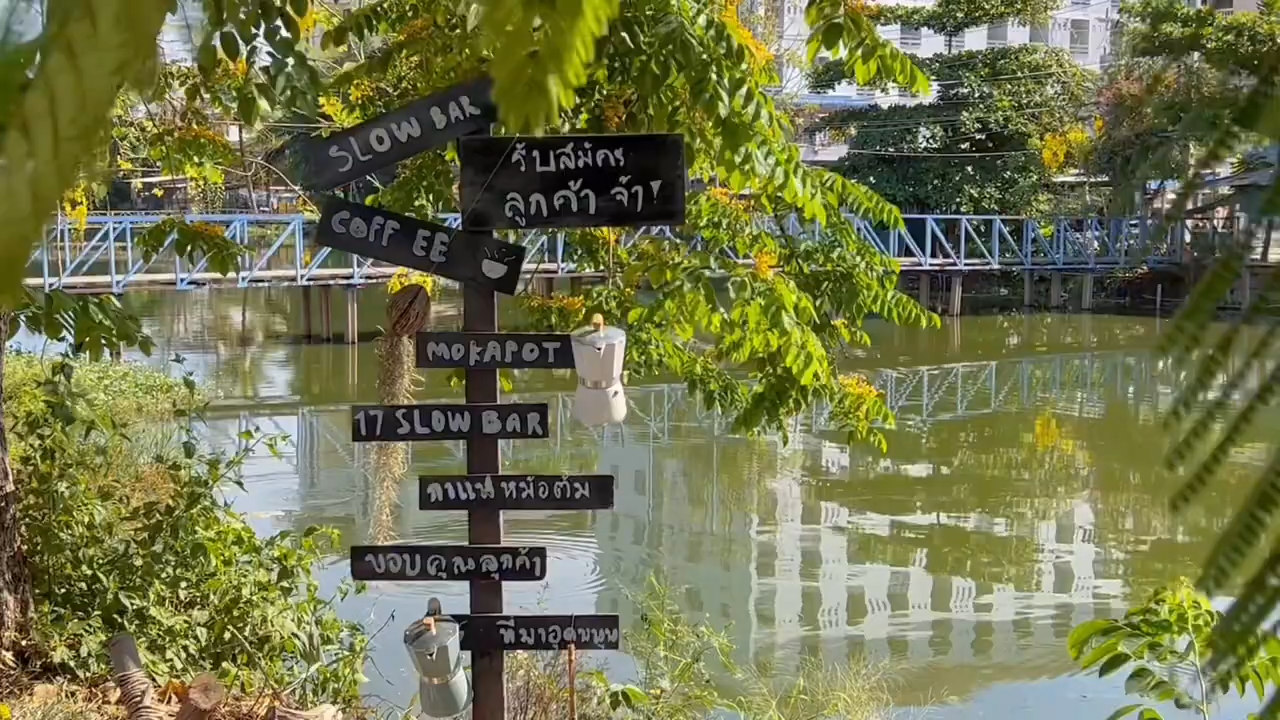 SLOW BAR
รับสมัคร
ลูกค้า จ้า
COFFEE
MOKAPOT
17 SLOW BAR
กาแฟหม้อต้ม
ขอบคุณลูกค้า
ที่มาอุดหนุน